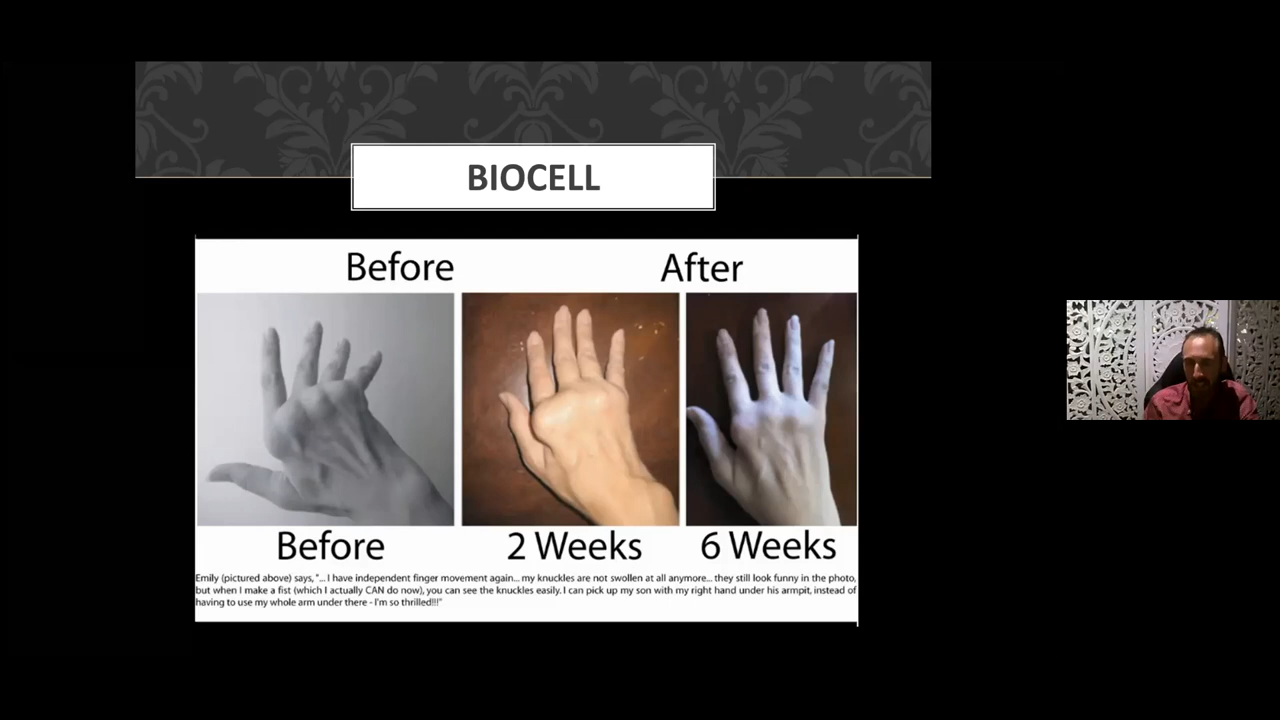 BIOCELL
Before After
Before 2 Weeks 6 Weeks
Emily (pictured above) says, "... I have independent finger movement again... my knuckles are not swollen at all anymore... they still look funny in the photo,
but when I make a fist (which I actually CAN do now), you can see the knuckles easily. I can pick up my son with my right hand under his armpit, instead of
having to use my whole arm under there - I'm so thrilled!!!"